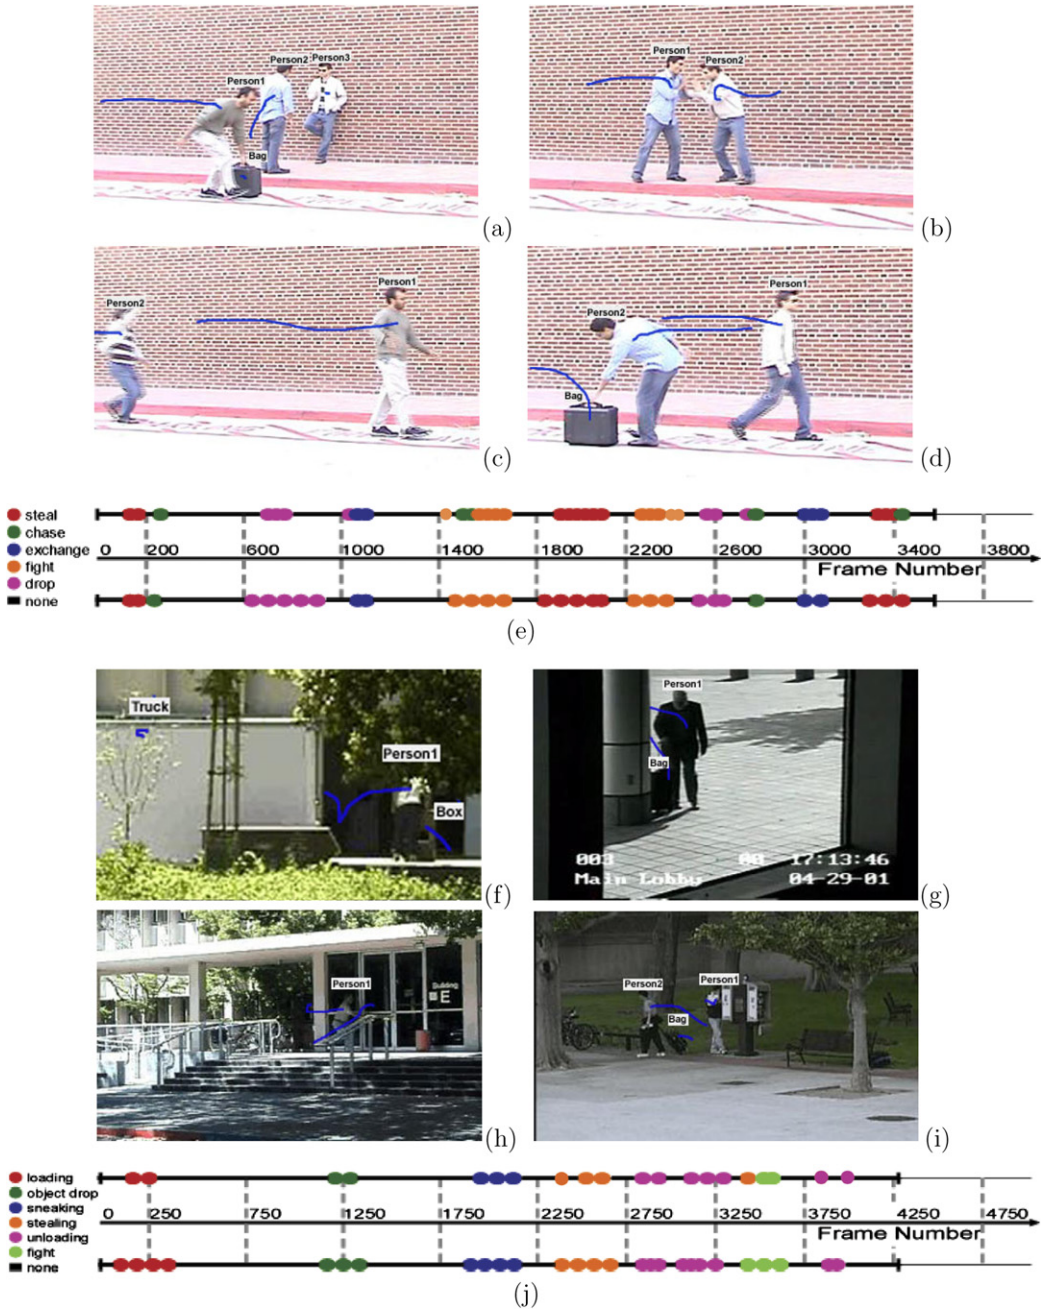 Person1
Person2
Person3
Bag
(a)
Person1
Person2
(b)
Person2
Person1
(c)
Person2
Person1
Bag
(d)
steal
chase
exchange
fight
drop
none
0 200 600 1000 1400 1800 2200 2600 3000 3400 3800
Frame Number
(e)
Truck
Person1
Box
(f)
Person1
Bag
003 00 17:13:46
Main Lobby 04-29-01
(g)
Person1
Building
E
(h)
Person2
Person1
Bag
(i)
loading
object drop
sneaking
stealing
unloading
fight
none
0 250 750 1250 1750 2250 2750 3250 3750 4250 4750
Frame Number
(j)